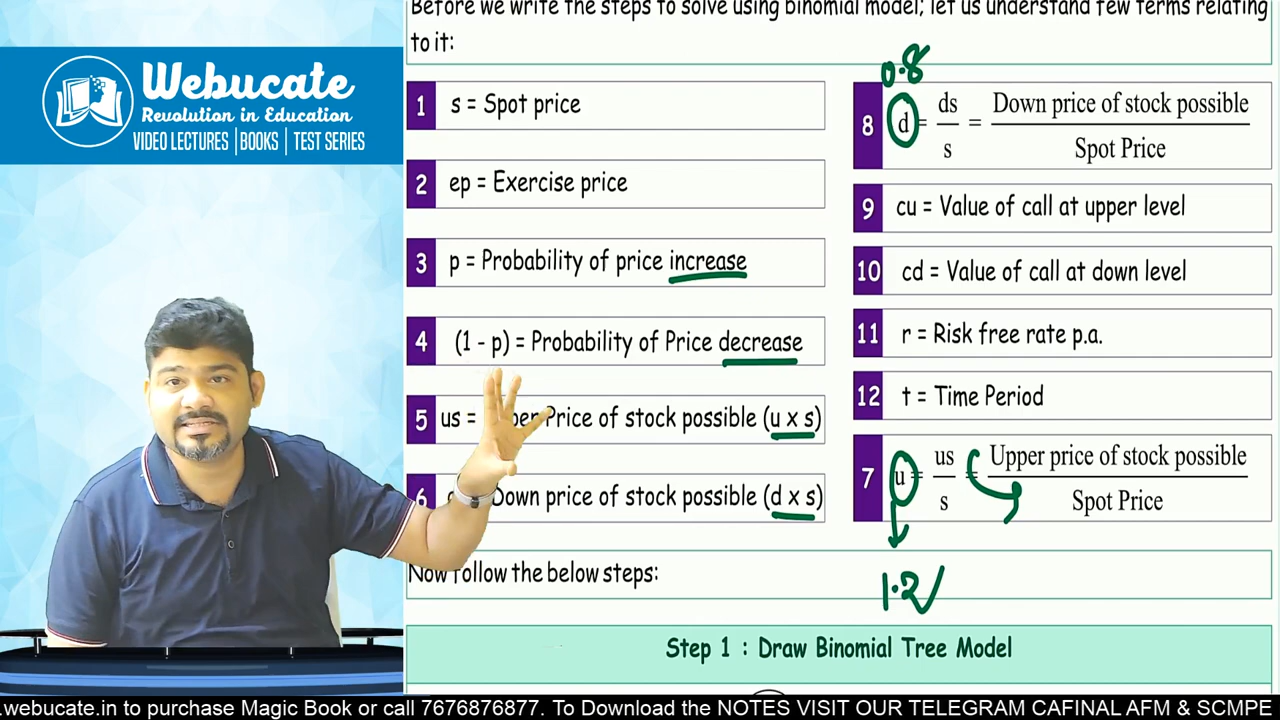 Before we write the steps to solve using binomial model; let us understand few terms relating
to it:
Webucate
Revolution in Education
VIDEO LECTURES | BOOKS | TEST SERIES
1 s = Spot price
2 ep = Exercise price
3 p = Probability of price increase
4 (1 - p) = Probability of Price decrease
5 us = Price of stock possible (u x s)
6 Down price of stock possible (d x s)
0.8
8 d = ds/s = Down price of stock possible / Spot Price
9 cu = Value of call at upper level
10 cd = Value of call at down level
11 r = Risk free rate p.a.
12 t = Time Period
7 u = us/s = Upper price of stock possible / Spot Price
1.2
Now follow the below steps:
Step 1 : Draw Binomial Tree Model
.webucate.in to purchase Magic Book or call 7676876877. To Download the NOTES VISIT OUR TELEGRAM CAFINAL AFM & SCMPE